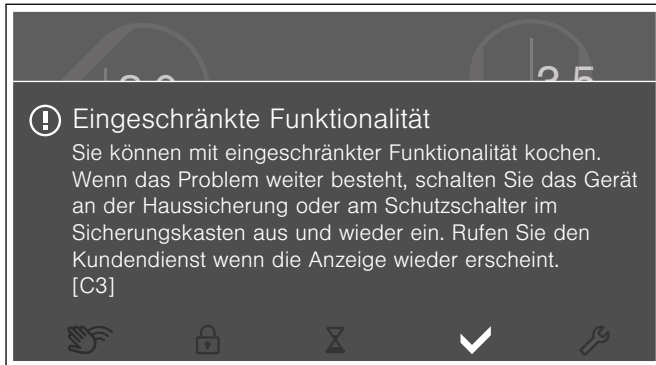 Eingeschränkte Funktionalität
Sie können mit eingeschränkter Funktionalität kochen.
Wenn das Problem weiter besteht, schalten Sie das Gerät
an der Haussicherung oder am Schutzschalter im
Sicherungskasten aus und wieder ein. Rufen Sie den
Kundendienst wenn die Anzeige wieder erscheint.
[C3]